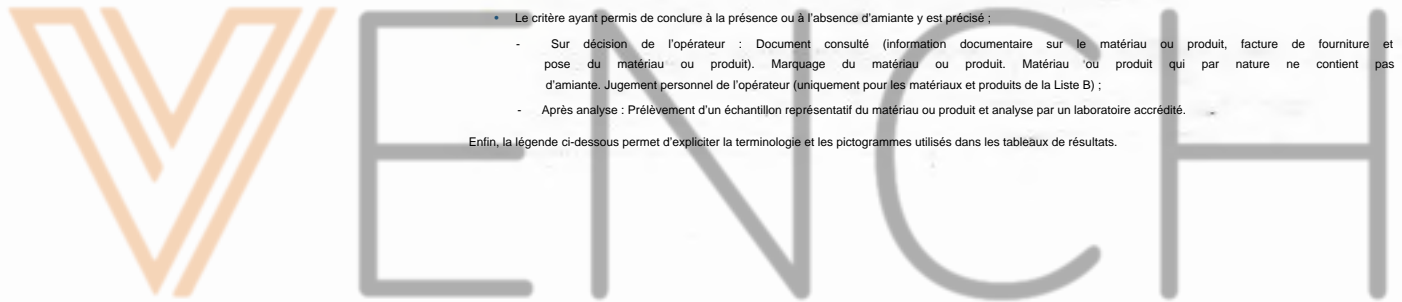 • Le critère ayant permis de conclure à la présence ou à l'absence d'amiante y est précisé ;
- Sur décision de l'opérateur : Document consulté (information documentaire sur le matériau ou produit, facture de fourniture et
pose du matériau ou produit). Marquage du matériau ou produit. Matériau ou produit qui par nature ne contient pas
d'amiante. Jugement personnel de l'opérateur (uniquement pour les matériaux et produits de la Liste B) ;
- Après analyse : Prélèvement d'un échantillon représentatif du matériau ou produit et analyse par un laboratoire accrédité.
Enfin, la légende ci-dessous permet d'expliciter la terminologie et les pictogrammes utilisés dans les tableaux de résultats.
VENCH